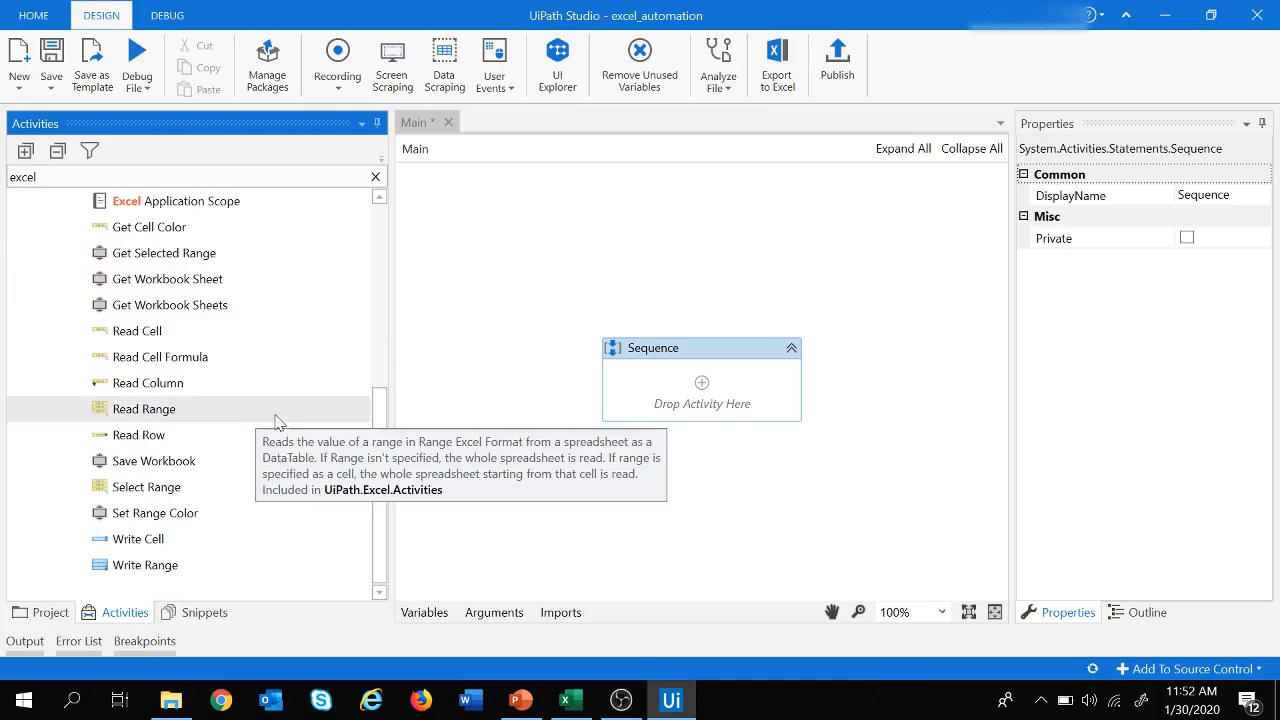 HOME DESIGN DEBUG
UiPath Studio - excel_automation
New
Save
Save as
Template
Debug
File
Cut
Copy
Paste
Manage
Packages
Recording
Screen
Scraping
Data
Scraping
User
Events
UI
Explorer
Remove Unused
Variables
Analyze
File
Export
to Excel
Publish
Activities
excel
Excel Application Scope
Get Cell Color
Get Selected Range
Get Workbook Sheet
Get Workbook Sheets
Read Cell
Read Cell Formula
Read Column
Read Range
Read Row
Save Workbook
Select Range
Set Range Color
Write Cell
Write Range
Reads the value of a range in Range Excel Format from a spreadsheet as a
DataTable. If Range isn't specified, the whole spreadsheet is read. If range is
specified as a cell, the whole spreadsheet starting from that cell is read.
Included in UiPath.Excel.Activities
Project Activities Snippets
Main *
Main
Expand All Collapse All
Sequence
Drop Activity Here
Variables Arguments Imports
100%
Properties
System.Activities.Statements.Sequence
Common
DisplayName Sequence
Misc
Private
Properties Outline
Output Error List Breakpoints
Add To Source Control
Ui
11:52 AM
1/30/2020
12